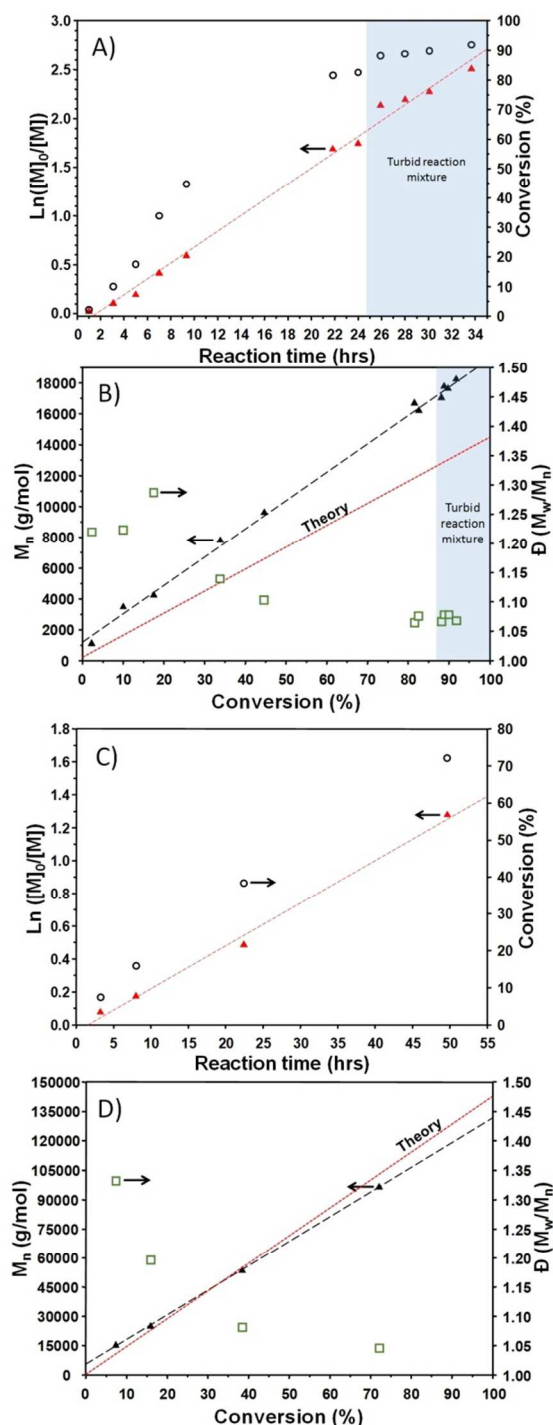 A)
Ln([M]0/[M])
3.0
2.5
2.0
1.5
1.0
0.5
0.0
100
90
80
70
60
50
40
30
20
10
0
Conversion (%)
Turbid reaction
mixture
0 2 4 6 8 10 12 14 16 18 20 22 24 26 28 30 32 34
Reaction time (hrs)
B)
Mn (g/mol)
18000
16000
14000
12000
10000
8000
6000
4000
2000
0
1.50
1.45
1.40
1.35
1.30
1.25
1.20
1.15
1.10
1.05
1.00
Đ (Mw/Mn)
Theory
Turbid
reaction
mixture
0 10 20 30 40 50 60 70 80 90 100
Conversion (%)
C)
Ln ([M]0/[M])
1.8
1.6
1.4
1.2
1.0
0.8
0.6
0.4
0.2
0.0
80
70
60
50
40
30
20
10
0
Conversion (%)
0 5 10 15 20 25 30 35 40 45 50 55
Reaction time (hrs)
D)
Mn (g/mol)
150000
135000
120000
105000
90000
75000
60000
45000
30000
15000
0
1.50
1.45
1.40
1.35
1.30
1.25
1.20
1.15
1.10
1.05
1.00
Đ (Mw/Mn)
Theory
0 10 20 30 40 50 60 70 80 90 100
Conversion (%)